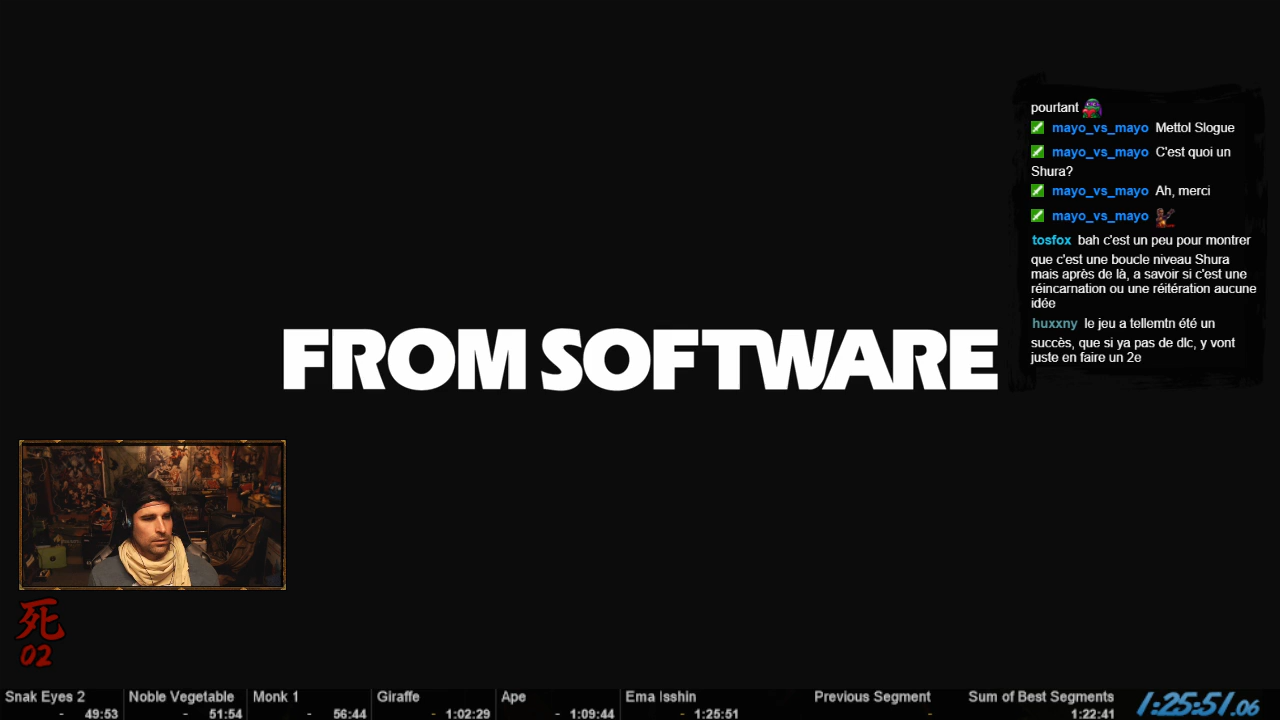 pourtant
mayo_vs_mayo Mettol Slogue
mayo_vs_mayo C'est quoi un
Shura?
mayo_vs_mayo Ah, merci
mayo_vs_mayo
tosfox bah c'est un peu pour montrer
que c'est une boucle niveau Shura
mais après de là, a savoir si c'est une
réincarnation ou une réitération aucune
idée
huxxny le jeu a tellemtn été un
succès, que si ya pas de dlc, y vont
juste en faire un 2e
FROM SOFTWARE
死
02
Snak Eyes 2 Noble Vegetable Monk 1 Giraffe Ape Ema Isshin Previous Segment Sum of Best Segments
- 49:53 - 51:54 - 56:44 - 1:02:29 - 1:09:44 - 1:25:51 - 1:22:41
1:25:51.06